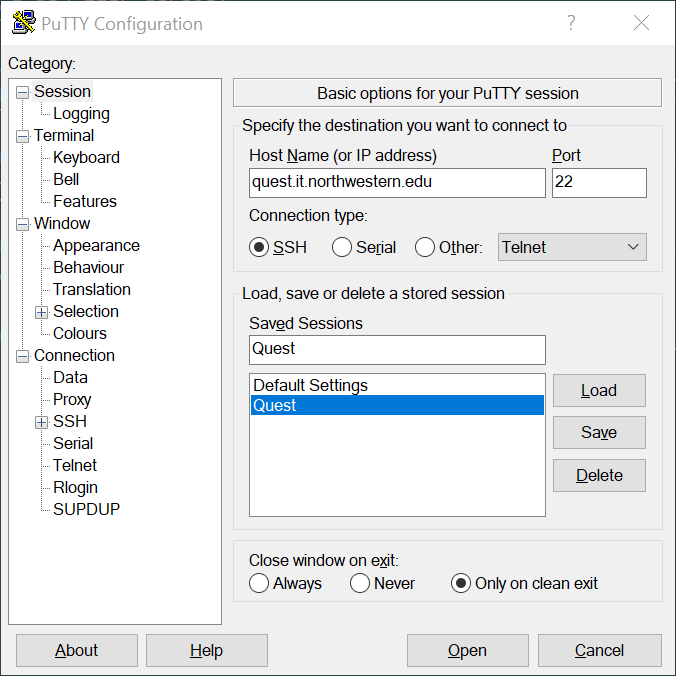 PuTTY Configuration ? ×
Category:
Session
Logging
Terminal
Keyboard
Bell
Features
Window
Appearance
Behaviour
Translation
Selection
Colours
Connection
Data
Proxy
SSH
Serial
Telnet
Rlogin
SUPDUP
Basic options for your PuTTY session
Specify the destination you want to connect to
Host Name (or IP address) Port
quest.it.northwestern.edu 22
Connection type:
SSH Serial Other: Telnet
Load, save or delete a stored session
Saved Sessions
Quest
Default Settings
Quest
Load
Save
Delete
Close window on exit:
Always Never Only on clean exit
About Help Open Cancel